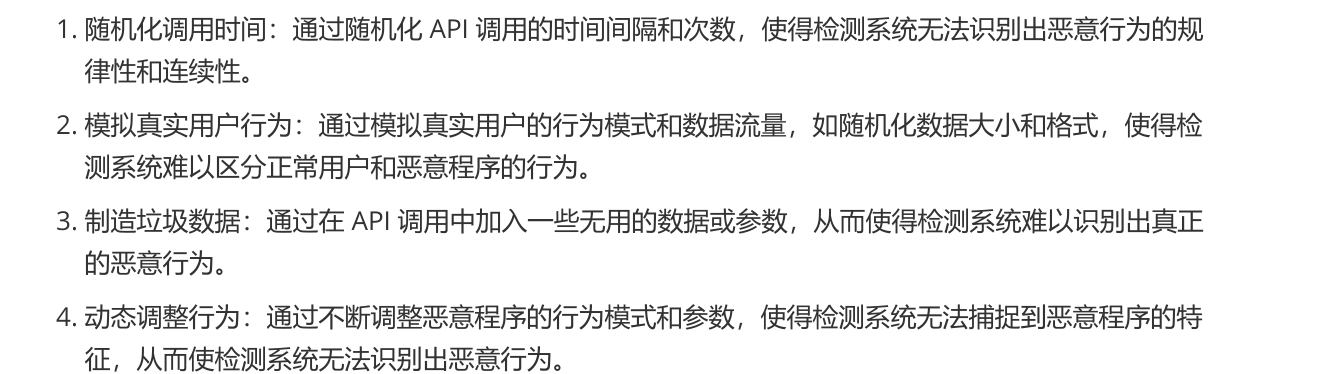 1. 随机化调用时间：通过随机化 API 调用的时间间隔和次数，使得检测系统无法识别出恶意行为的规
律性和连续性。
2. 模拟真实用户行为：通过模拟真实用户的行为模式和数据流量，如随机化数据大小和格式，使得检
测系统难以区分正常用户和恶意程序的行为。
3. 制造垃圾数据：通过在 API 调用中加入一些无用的数据或参数，从而使得检测系统难以识别出真正
的恶意行为。
4. 动态调整行为：通过不断调整恶意程序的行为模式和参数，使得检测系统无法捕捉到恶意程序的特
征，从而使检测系统无法识别出恶意行为。